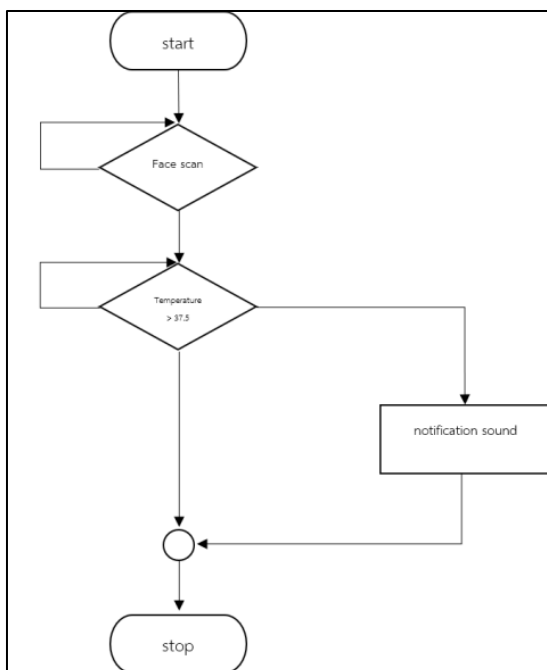 start
Face scan
Temperature
> 37.5
notification sound
stop